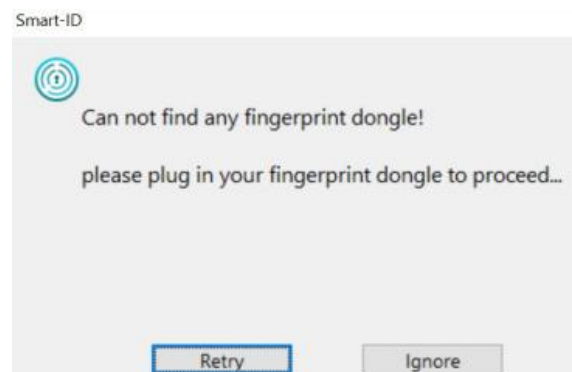 Smart-ID
Can not find any fingerprint dongle!
please plug in your fingerprint dongle to proceed...
Retry Ignore